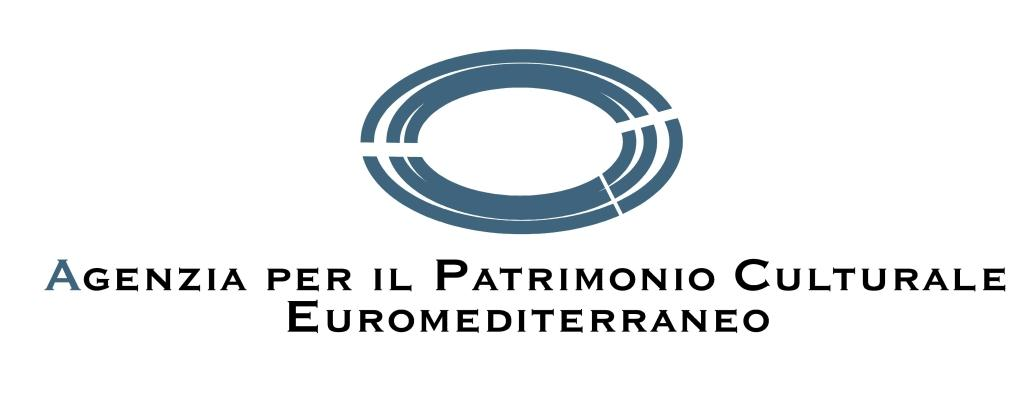 Agenzia per il Patrimonio Culturale
Euromediterraneo